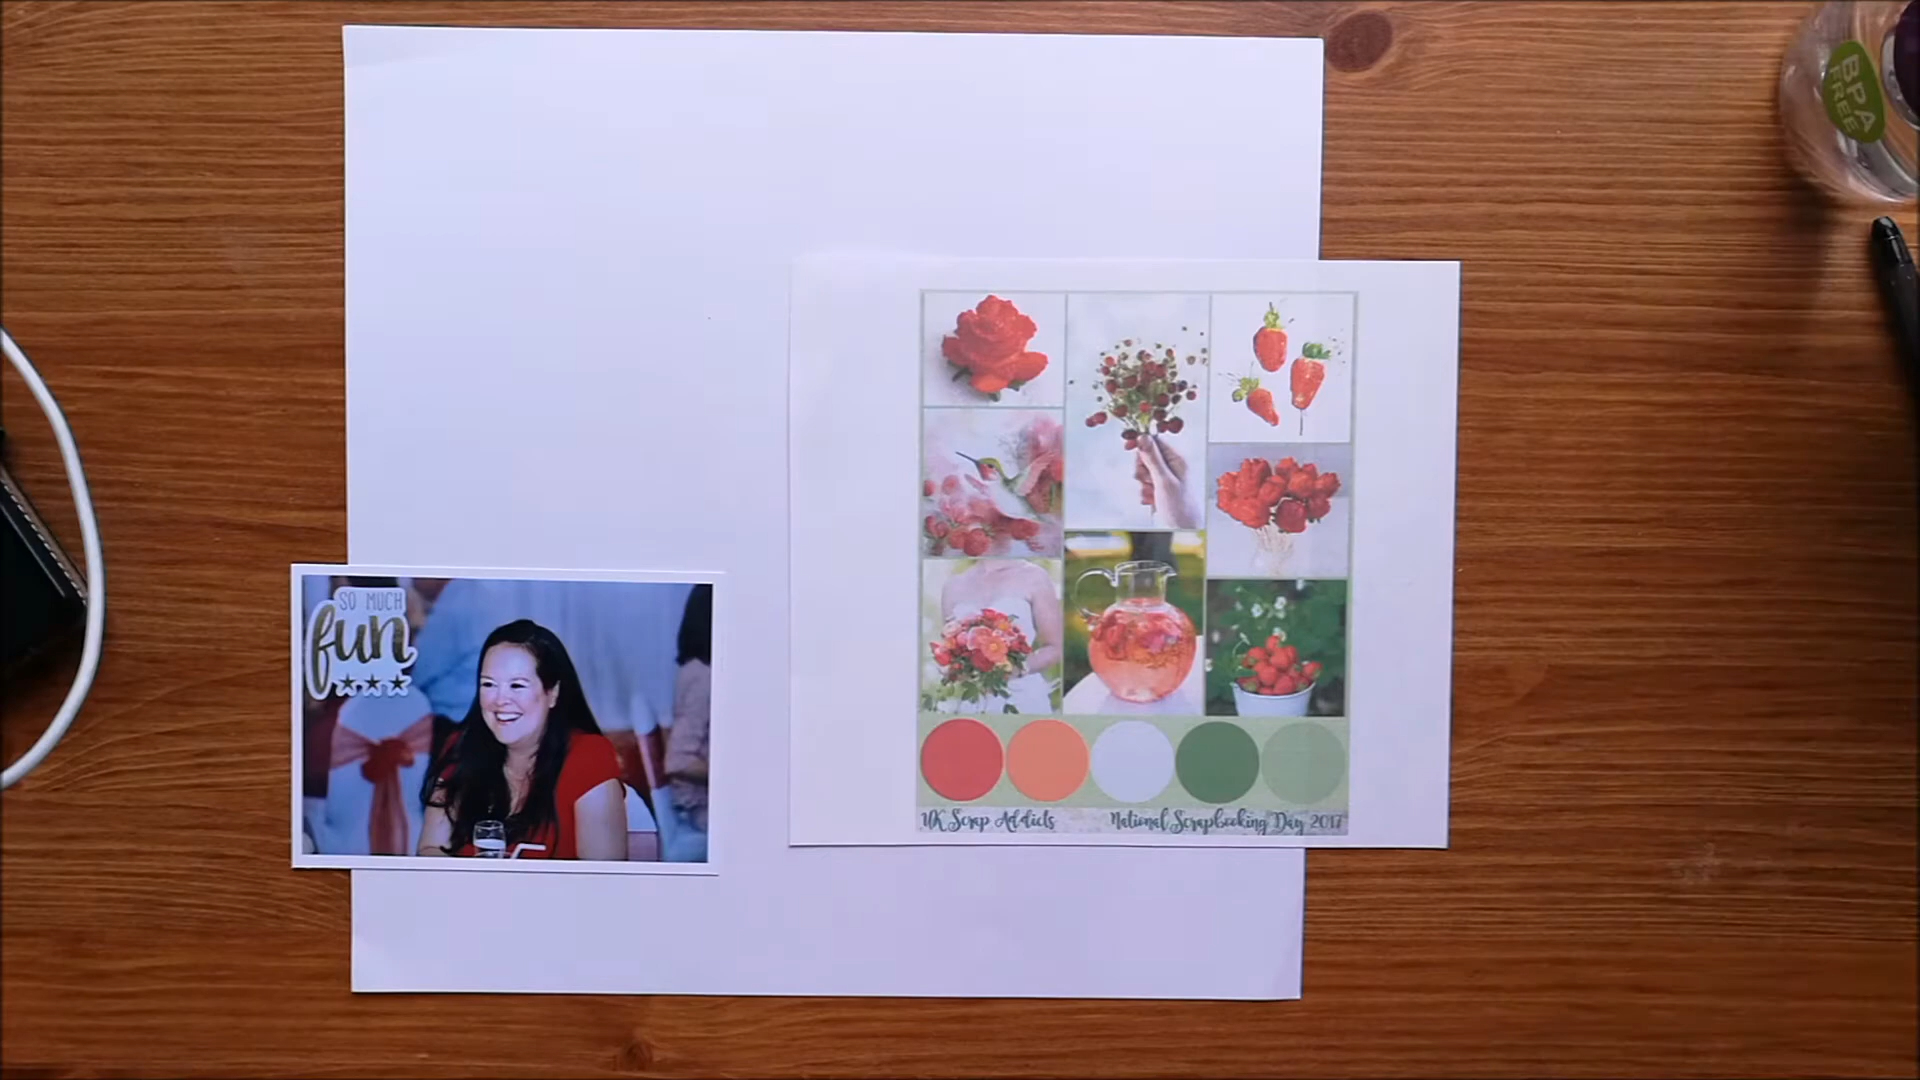 BPA
FREE
SO MUCH
fun
UK Scrap Addicts
National Scrapbooking Day 2017